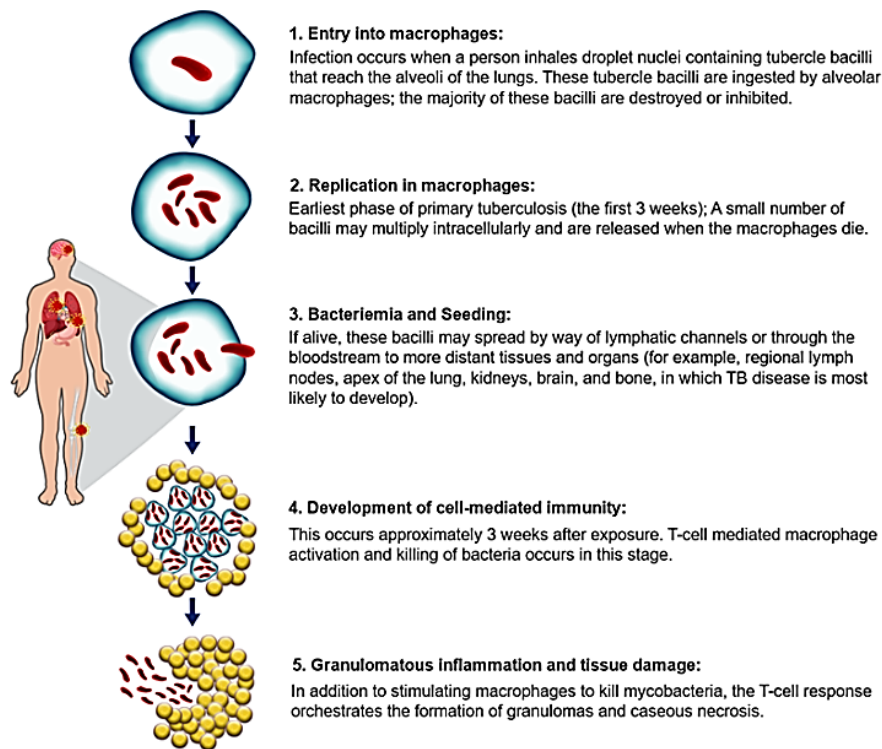 1. Entry into macrophages:
Infection occurs when a person inhales droplet nuclei containing tubercle bacilli
that reach the alveoli of the lungs. These tubercle bacilli are ingested by alveolar
macrophages; the majority of these bacilli are destroyed or inhibited.
2. Replication in macrophages:
Earliest phase of primary tuberculosis (the first 3 weeks); A small number of
bacilli may multiply intracellularly and are released when the macrophages die.
3. Bacteriemia and Seeding:
If alive, these bacilli may spread by way of lymphatic channels or through the
bloodstream to more distant tissues and organs (for example, regional lymph
nodes, apex of the lung, kidneys, brain, and bone, in which TB disease is most
likely to develop).
4. Development of cell-mediated immunity:
This occurs approximately 3 weeks after exposure. T-cell mediated macrophage
activation and killing of bacteria occurs in this stage.
5. Granulomatous inflammation and tissue damage:
In addition to stimulating macrophages to kill mycobacteria, the T-cell response
orchestrates the formation of granulomas and caseous necrosis.